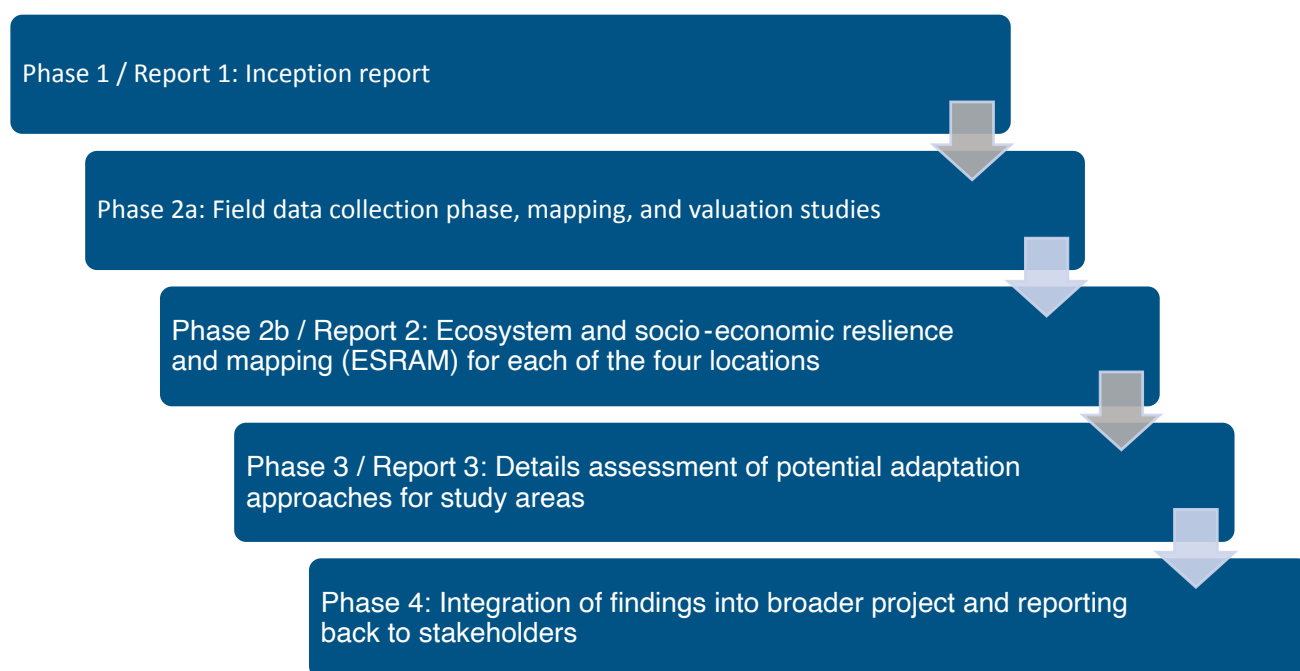 Phase 1 / Report 1: Inception report
Phase 2a: Field data collection phase, mapping, and valuation studies
Phase 2b / Report 2: Ecosystem and socio-economic reslience
and mapping (ESRAM) for each of the four locations
Phase 3 / Report 3: Details assessment of potential adaptation
approaches for study areas
Phase 4: Integration of findings into broader project and reporting
back to stakeholders